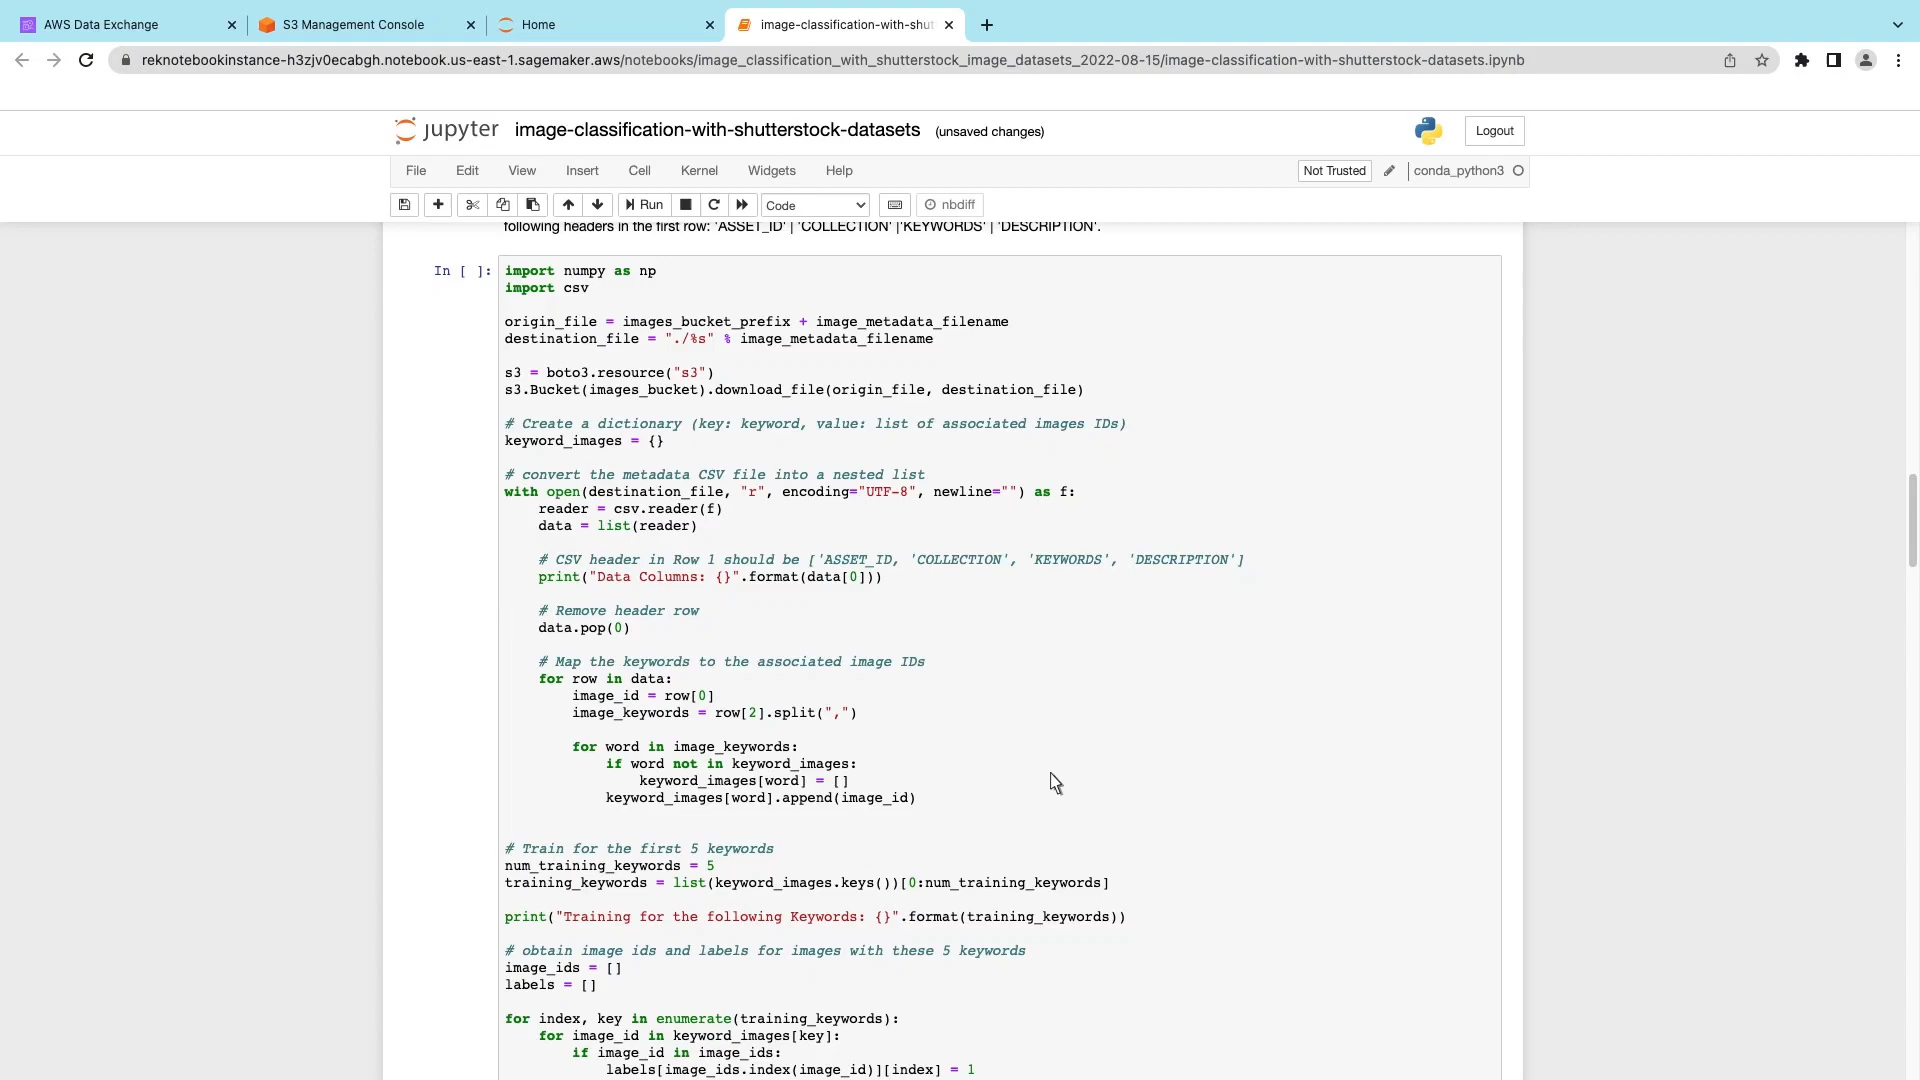 AWS Data Exchange
S3 Management Console
Home
image-classification-with-shut
reknotebookinstance-h3zjv0ecabgh.notebook.us-east-1.sagemaker.aws/notebooks/image_classification_with_shutterstock_image_datasets_2022-08-15/image-classification-with-shutterstock-datasets.ipynb
jupyter image-classification-with-shutterstock-datasets (unsaved changes)
Logout
File Edit View Insert Cell Kernel Widgets Help
Not Trusted
conda_python3
Run
Code
nbdiff
following headers in the first row: 'ASSET_ID' | 'COLLECTION' |'KEYWORDS' | 'DESCRIPTION'.
In [ ]: import numpy as np
import csv
origin_file = images_bucket_prefix + image_metadata_filename
destination_file = "./%s" % image_metadata_filename
s3 = boto3.resource("s3")
s3.Bucket(images_bucket).download_file(origin_file, destination_file)
# Create a dictionary (key: keyword, value: list of associated images IDs)
keyword_images = {}
# convert the metadata CSV file into a nested list
with open(destination_file, "r", encoding="UTF-8", newline="") as f:
    reader = csv.reader(f)
    data = list(reader)
    # CSV header in Row 1 should be ['ASSET_ID, 'COLLECTION', 'KEYWORDS', 'DESCRIPTION']
    print("Data Columns: {}".format(data[0]))
    # Remove header row
    data.pop(0)
    # Map the keywords to the associated image IDs
    for row in data:
        image_id = row[0]
        image_keywords = row[2].split(",")
        for word in image_keywords:
            if word not in keyword_images:
                keyword_images[word] = []
            keyword_images[word].append(image_id)
# Train for the first 5 keywords
num_training_keywords = 5
training_keywords = list(keyword_images.keys())[0:num_training_keywords]
print("Training for the following Keywords: {}".format(training_keywords))
# obtain image ids and labels for images with these 5 keywords
image_ids = []
labels = []
for index, key in enumerate(training_keywords):
    for image_id in keyword_images[key]:
        if image_id in image_ids:
            labels[image_ids.index(image_id)][index] = 1